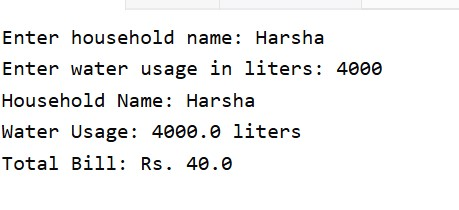 Enter household name: Harsha
Enter water usage in liters: 4000
Household Name: Harsha
Water Usage: 4000.0 liters
Total Bill: Rs. 40.0